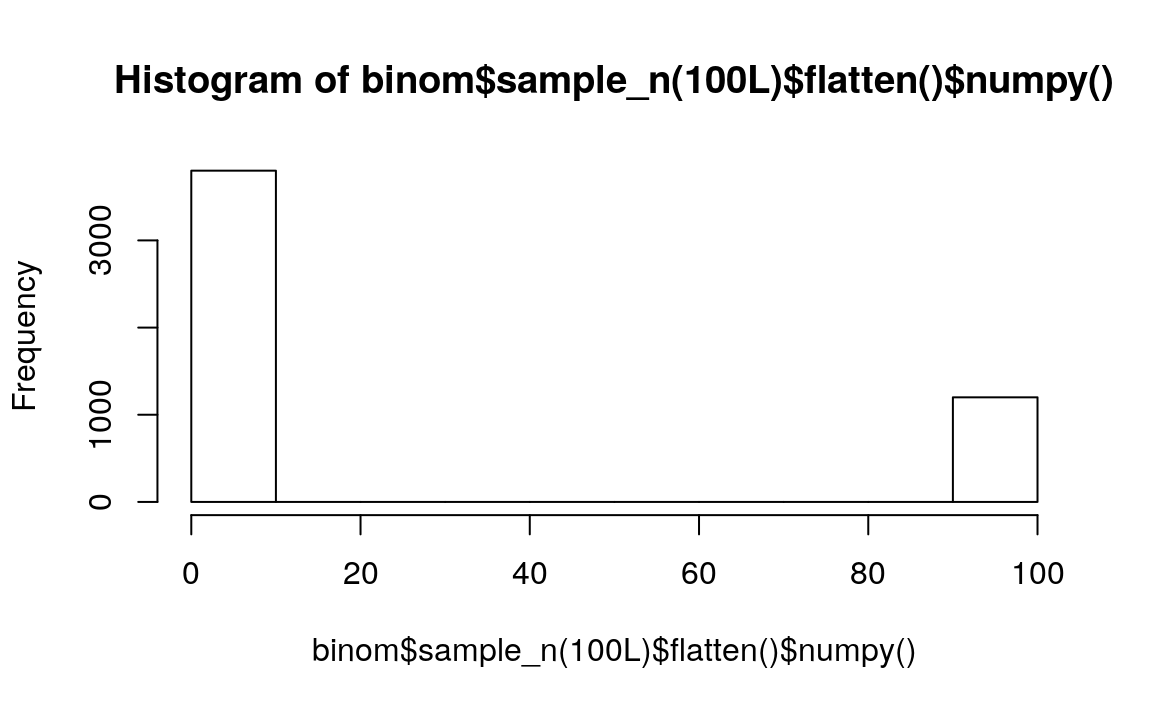 Histogram of binom$sample_n(100L)$flatten()$numpy()
Frequency
3000
1000
0
0 20 40 60 80 100
binom$sample_n(100L)$flatten()$numpy()